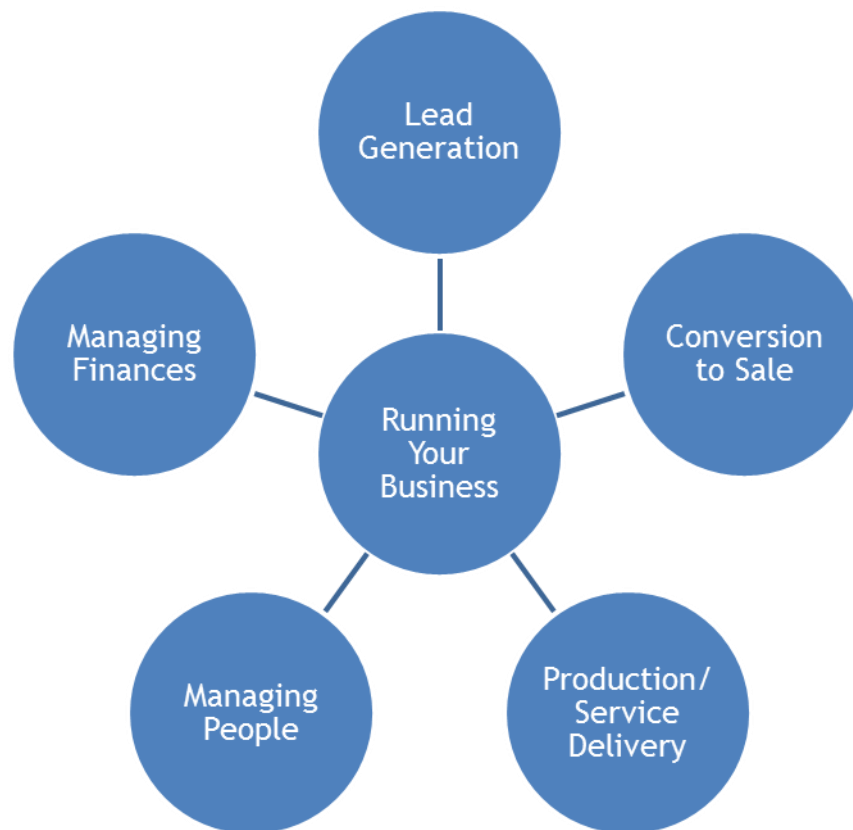 Lead
Generation
Conversion
to Sale
Production/
Service
Delivery
Managing
People
Managing
Finances
Running
Your
Business